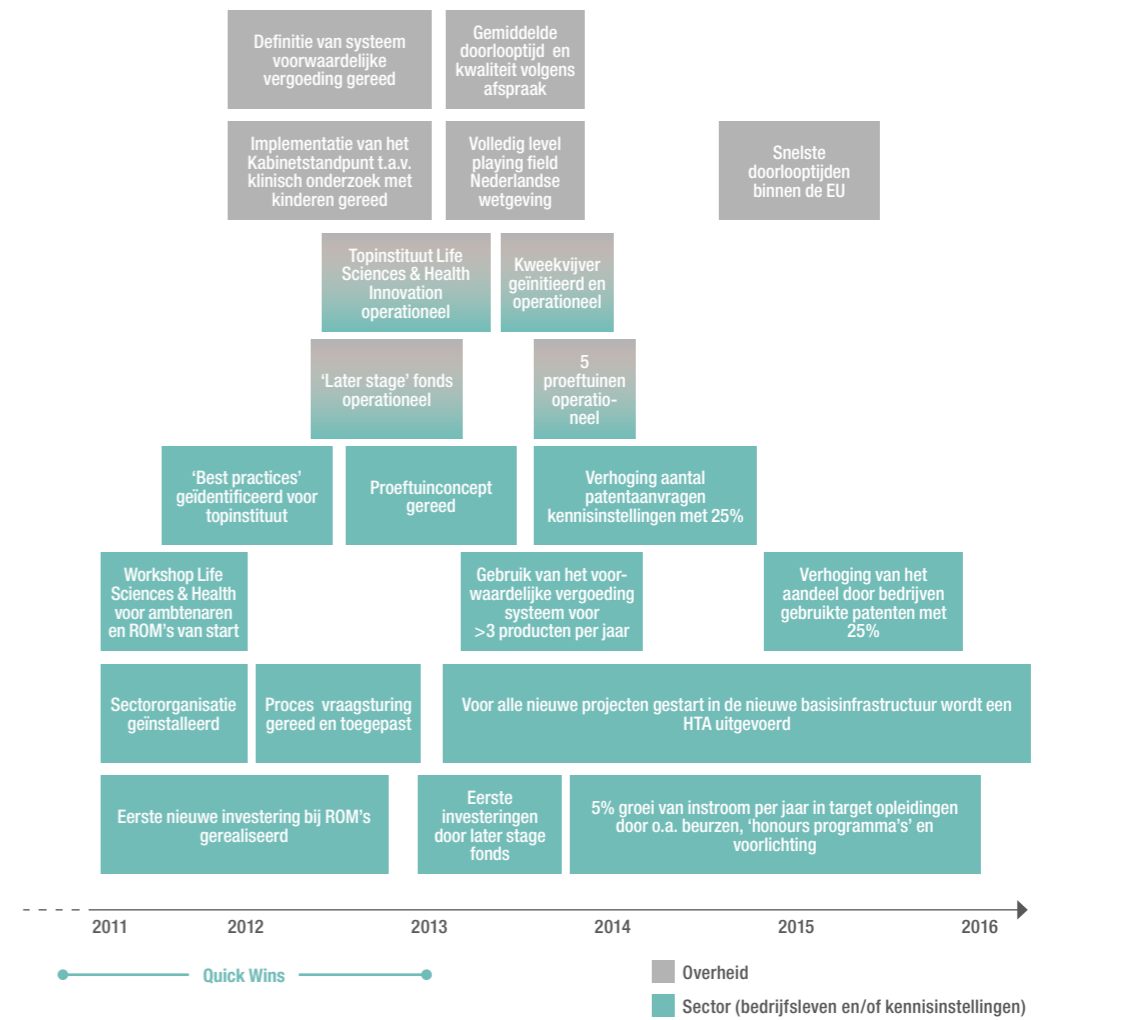 Definitie van systeem
voorwaardelijke
vergoeding gereed
Gemiddelde
doorlooptijd en
kwaliteit volgens
afspraak
Implementatie van het
Kabinetstandpunt t.a.v.
klinisch onderzoek met
kinderen gereed
Volledig level
playing field
Nederlandse
wetgeving
Snelste
doorlooptijden
binnen de EU
Topinstituut Life
Sciences & Health
Innovation
operationeel
Kweekvijver
geïnitieerd en
operationeel
‘Later stage’ fonds
operationeel
5
proeftuinen
operatio-
neel
‘Best practices’
geïdentificeerd voor
topinstituut
Proeftuinconcept
gereed
Verhoging aantal
patentaanvragen
kennisinstellingen met 25%
Workshop Life
Sciences & Health
voor ambtenaren
en ROM’s van start
Gebruik van het voor-
waardelijke vergoeding
systeem voor
>3 producten per jaar
Verhoging van het
aandeel door bedrijven
gebruikte patenten met
25%
Sectororganisatie
geïnstalleerd
Proces vraagsturing
gereed en toegepast
Voor alle nieuwe projecten gestart in de nieuwe basisinfrastructuur wordt een
HTA uitgevoerd
Eerste nieuwe investering bij ROM’s
gerealiseerd
Eerste
investeringen
door later stage
fonds
5% groei van instroom per jaar in target opleidingen
door o.a. beurzen, ‘honours programma’s’ en
voorlichting
2011 2012 2013 2014 2015 2016
Quick Wins
Overheid
Sector (bedrijfsleven en/of kennisinstellingen)